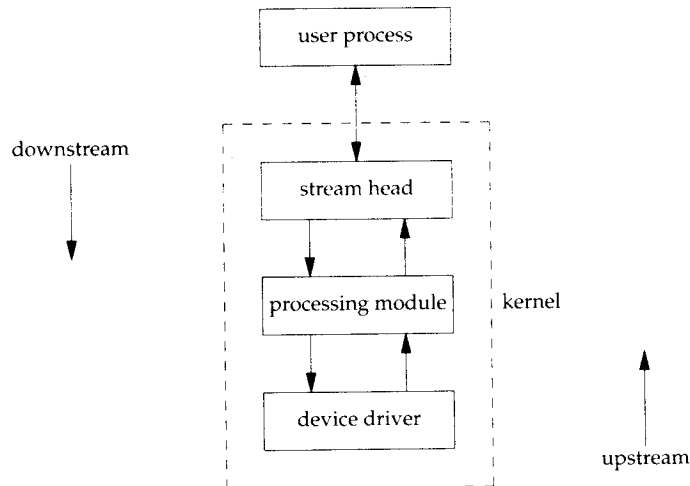 user process
downstream
stream head
processing module
kernel
device driver
upstream